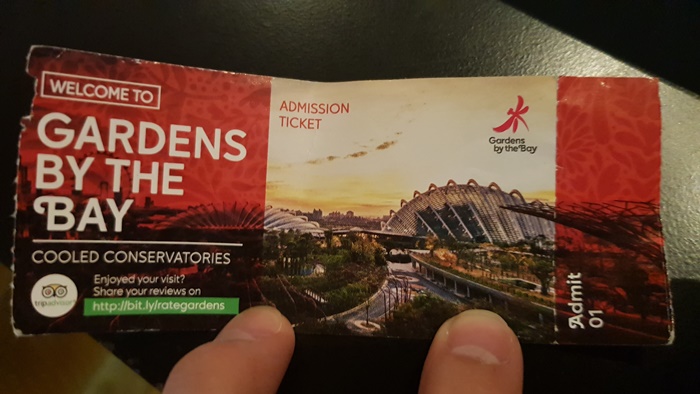 WELCOME TO
GARDENS
BY THE
BAY
COOLED CONSERVATORIES
Enjoyed your visit?
Share your reviews on
tripadvisor
http://bit.ly/rategardens
ADMISSION
TICKET
Gardens
by the Bay
Admit
01